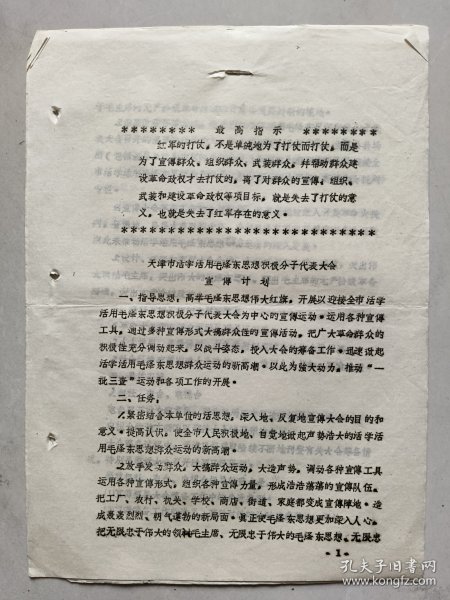 ******** 最高指示 ********
红军的打仗，不是单纯地为了打仗而打仗，而是
为了宣传群众、组织群众、武装群众，并帮助群众建
设革命政权才去打仗的，离了对群众的宣传、组织、
武装和建设革命政权等项目标，就是失去了打仗的意
义，也就是失去了红军存在的意义。
天津市活学活用毛泽东思想积极分子代表大会
宣传计划
一、指导思想，高举毛泽东思想伟大红旗，开展以迎接全市活学
活用毛泽东思想积极分子代表大会为中心的宣传运动。运用各种宣传
工具，通过多种宣传形式大搞群众性的宣传活动，把广大革命群众的
积极性充分调动起来，以战斗姿态，投入大会的筹备工作。迅速掀起
活学活用毛泽东思想群众运动的新高潮。以此为强大动力，推动“一
批三查”运动和各项工作的开展。
二、任务：
1.紧密结合本单位的活思想，深入地、反复地宣传大会的目的和
意义。提高认识，使全市人民积极地、自觉地掀起声势浩大的活学活
用毛泽东思想群众运动的新高潮。
2.放手发动群众，大搞群众运动，大造声势，调动各种宣传工具
运用各种宣传形式，组织各种宣传力量，形成浩浩荡荡的宣传队伍。
把工厂、农村、机关、学校、商店、街道、家庭都变成宣传阵地。造
成轰轰烈烈、朝气蓬勃的新局面。真正使毛泽东思想更加深入人心。
把无限忠于伟大的领袖毛主席、无限忠于伟大的毛泽东思想、无限忠
-1-
孔夫子旧书网